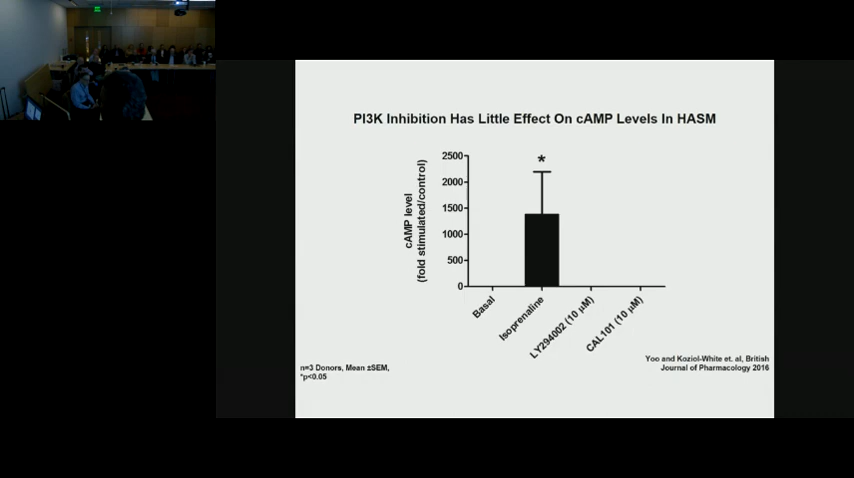 PI3K Inhibition Has Little Effect On cAMP Levels In HASM
cAMP level
(fold stimulated/control)
2500
2000
1500
1000
500
0
*
Basal
Isoprenaline
LY294002 (10 μM)
CAL101 (10 μM)
n=3 Donors, Mean ±SEM,
*p<0.05
Yoo and Koziol-White et. al, British
Journal of Pharmacology 2016